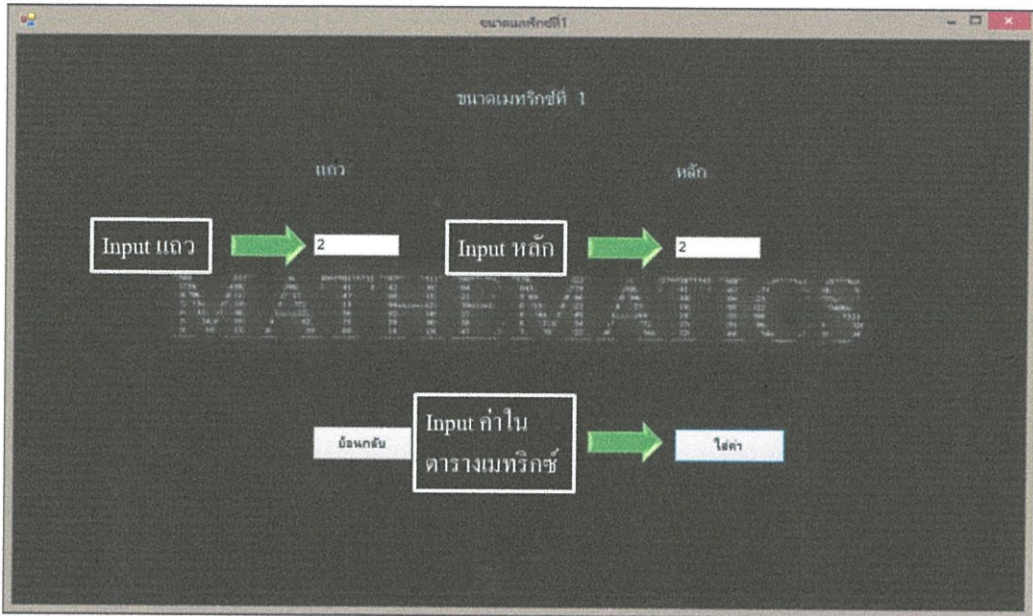 ขนาดเมทริกซ์ที่1
ขนาดเมทริกซ์ที่ 1
แถว
หลัก
Input แถว
2
Input หลัก
2
MATHEMATICS
ย้อนกลับ
Input ค่าใน
ตารางเมทริกซ์
ใส่ค่า